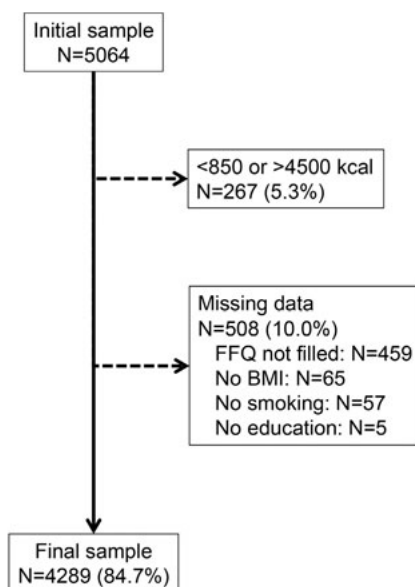 Initial sample
N=5064
<850 or >4500 kcal
N=267 (5.3%)
Missing data
N=508 (10.0%)
FFQ not filled: N=459
No BMI: N=65
No smoking: N=57
No education: N=5
Final sample
N=4289 (84.7%)